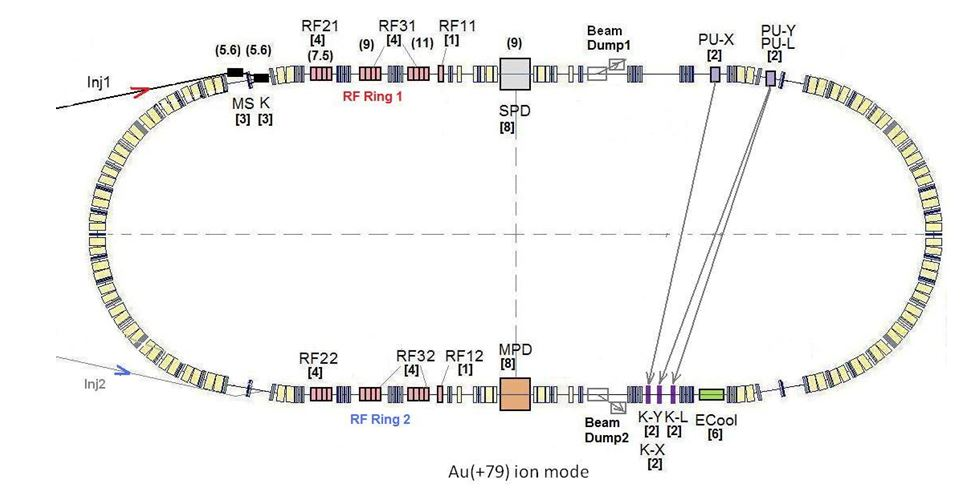 RF21
[4]
(7.5)
RF31
[4]
RF11
[1]
(5.6) (5.6)
(9)
(11)
(9)
Beam
Dump1
PU-X
[2]
PU-Y
PU-L
[2]
Inj1
RF Ring 1
MS K
[3] [3]
SPD
[8]
Inj2
RF22
[4]
RF32
[4]
RF12
[1]
MPD
[8]
RF Ring 2
Beam
Dump2
K-Y K-L
[2] [2]
K-X
[2]
ECool
[6]
Au(+79) ion mode